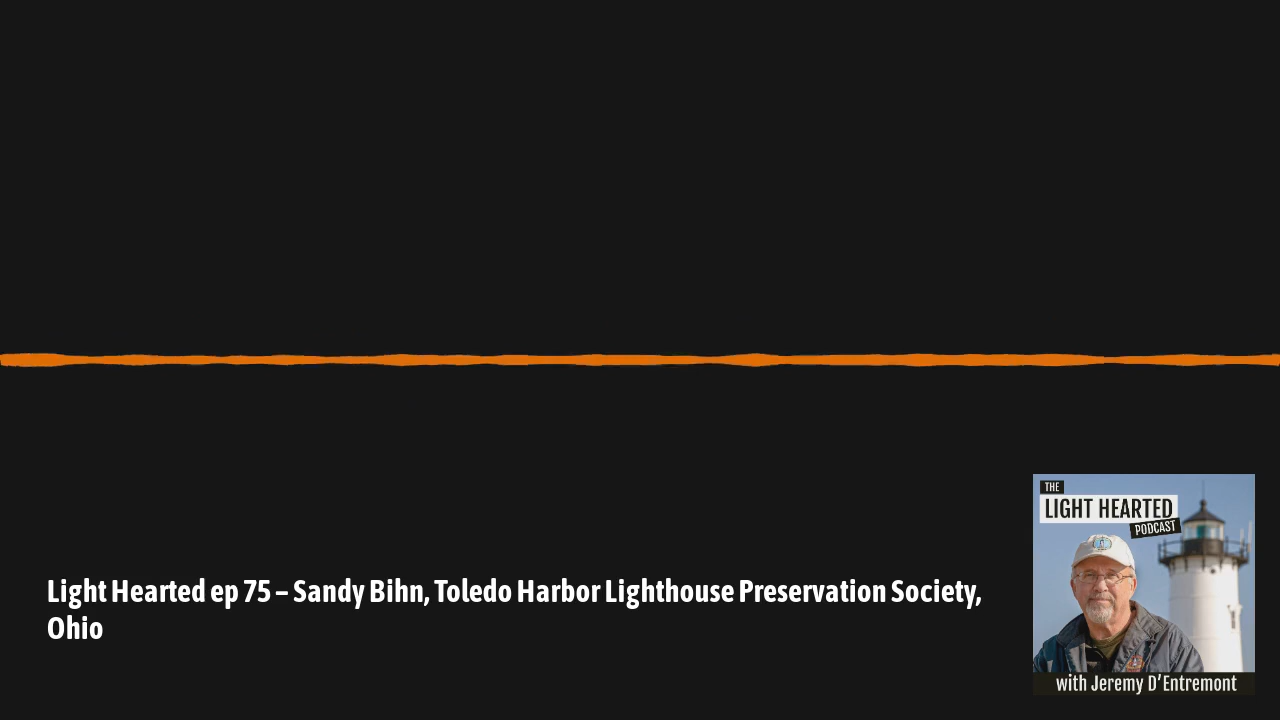 Light Hearted ep 75 – Sandy Bihn, Toledo Harbor Lighthouse Preservation Society,
Ohio
THE
LIGHT HEARTED
PODCAST
with Jeremy D'Entremont